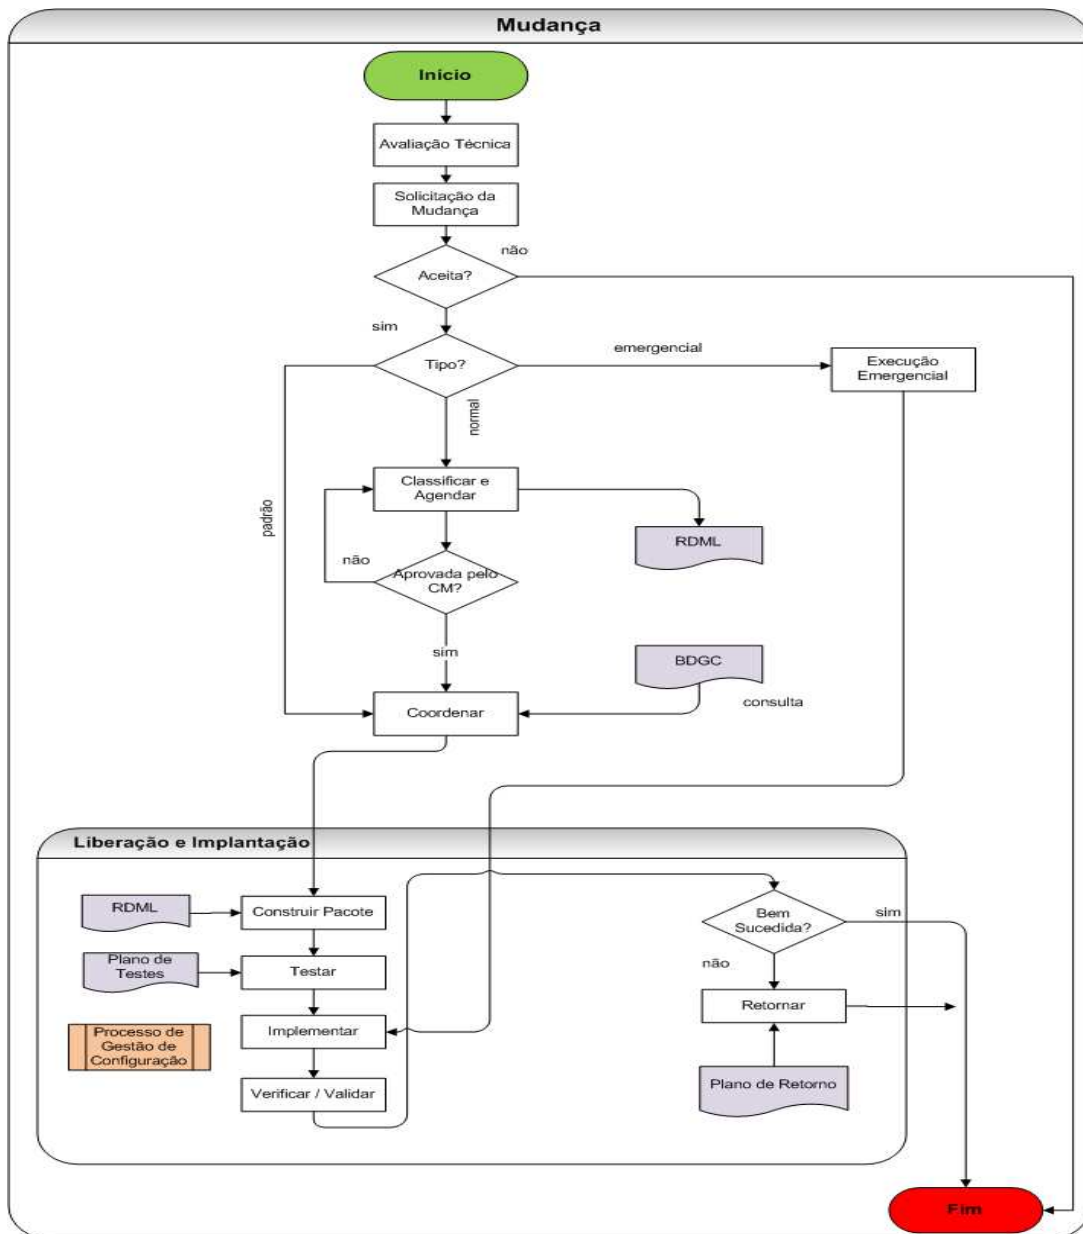 Mudança
Início
Avaliação Técnica
Solicitação da
Mudança
não
Aceita?
sim
Tipo?
emergencial
Execução
Emergencial
normal
padrão
Classificar e
Agendar
RDML
não
Aprovada pelo
CM?
sim
BDGC
consulta
Coordenar
Liberação e Implantação
RDML
Construir Pacote
Plano de
Testes
Testar
Processo de
Gestão de
Configuração
Implementar
Verificar / Validar
Bem
Sucedida?
sim
não
Retornar
Plano de Retorno
Fim